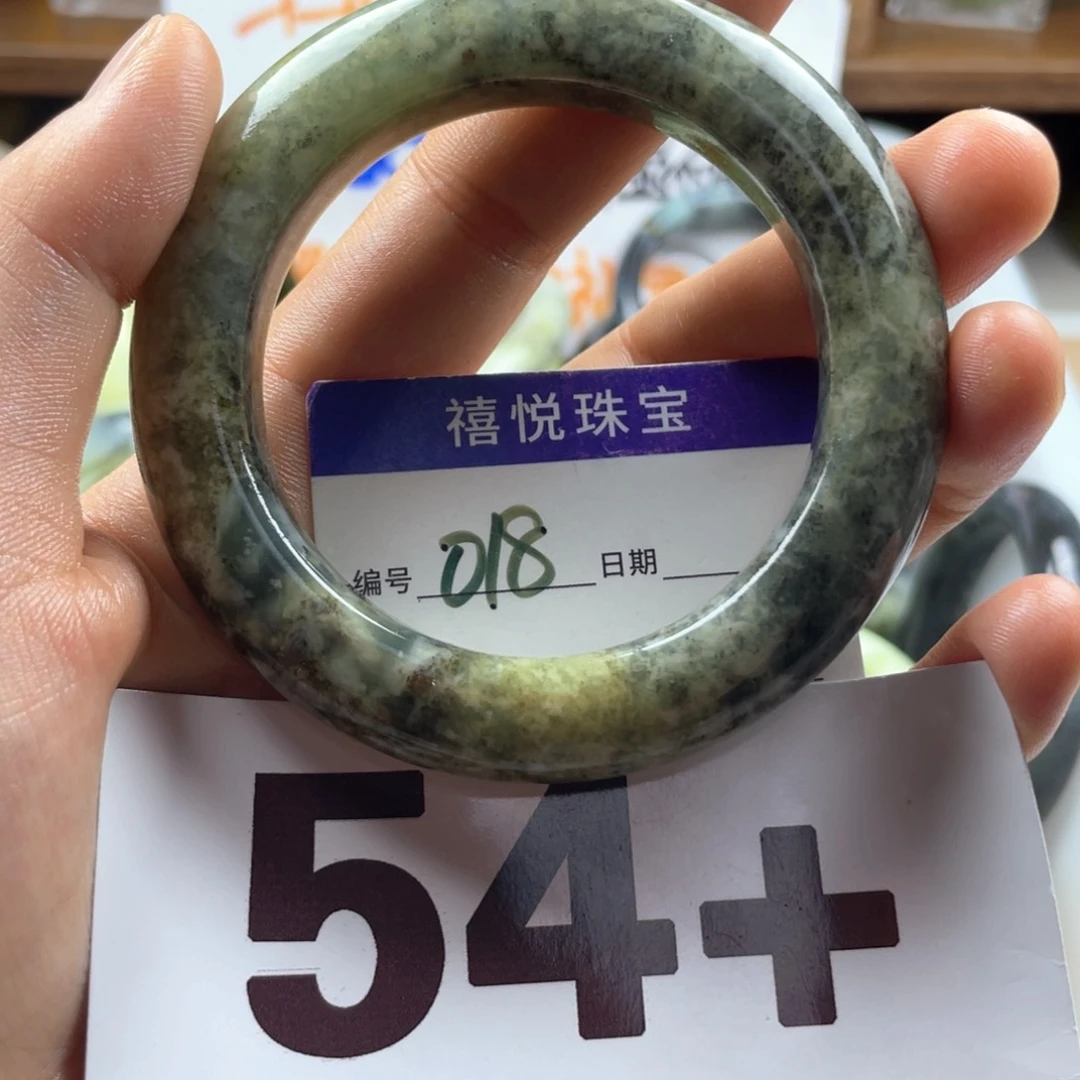 禧悦珠宝
编号 018 日期
54+